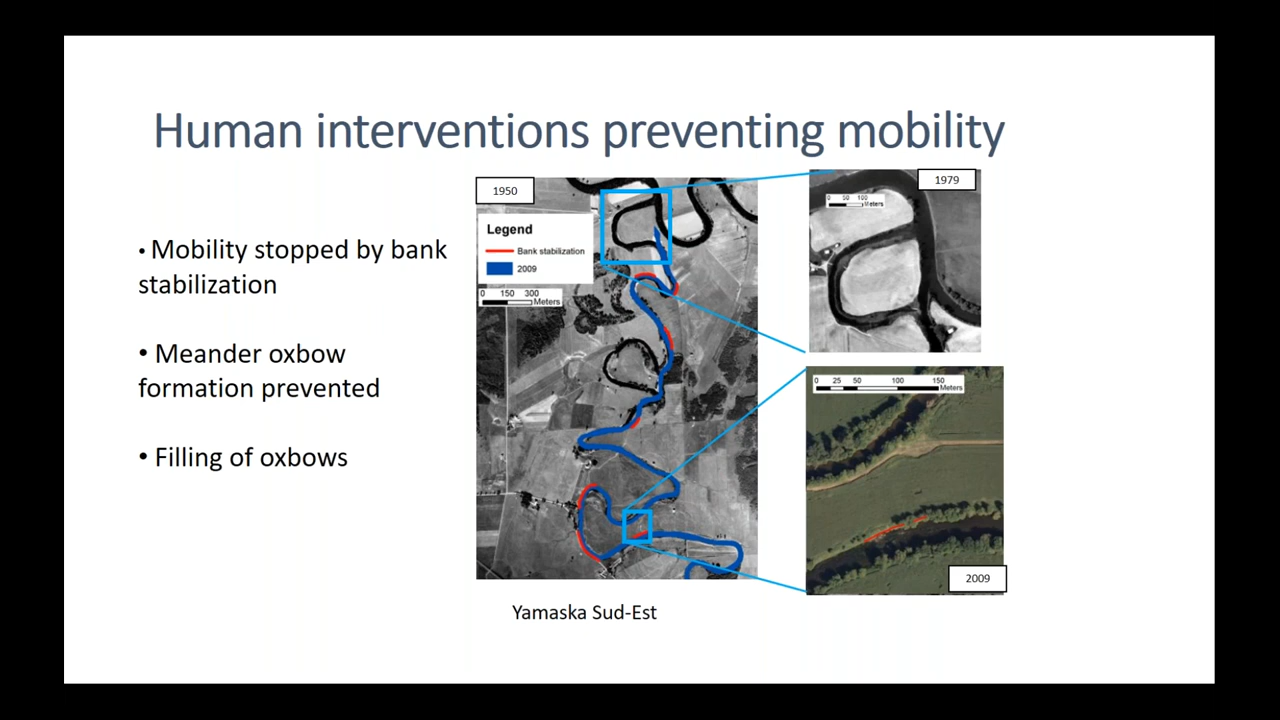 Human interventions preventing mobility
• Mobility stopped by bank
stabilization
• Meander oxbow
formation prevented
• Filling of oxbows
1950
Legend
Bank stabilization
2009
0 150 300
Meters
Yamaska Sud-Est
1979
0 50 100
Meters
0 25 50 100 150
Meters
2009